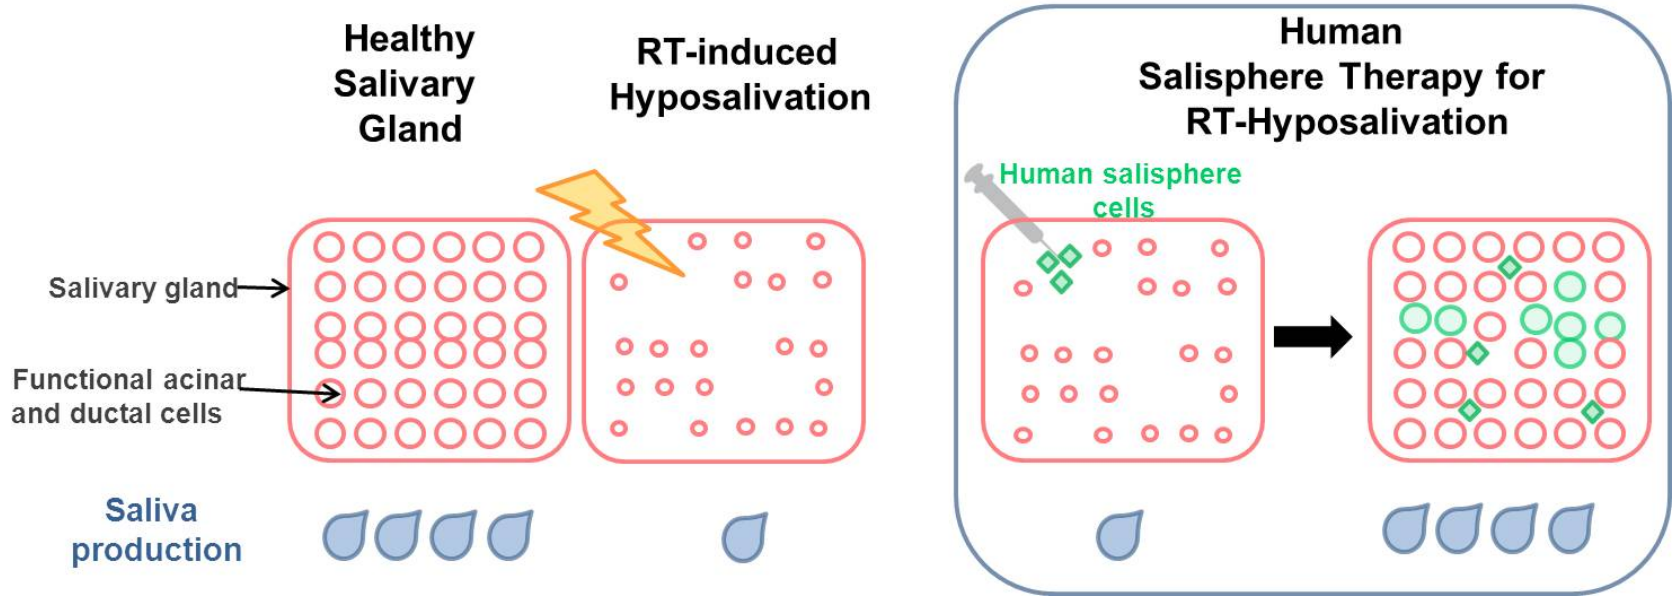 Healthy
Salivary
Gland
RT-induced
Hyposalivation
Human
Salisphere Therapy for
RT-Hyposalivation
Human salisphere
cells
Salivary gland
Functional acinar
and ductal cells
Saliva
production